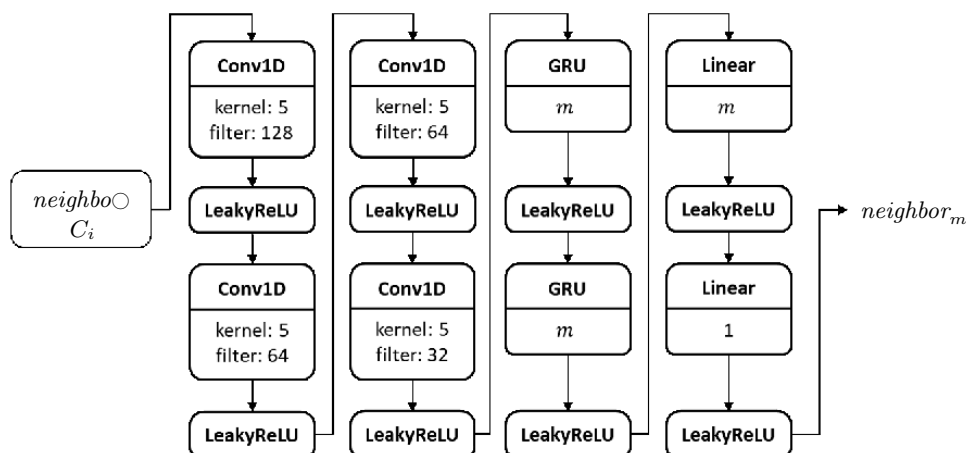 neighbo○
C_i
Conv1D
kernel: 5
filter: 128
LeakyReLU
Conv1D
kernel: 5
filter: 64
LeakyReLU
Conv1D
kernel: 5
filter: 64
LeakyReLU
Conv1D
kernel: 5
filter: 32
LeakyReLU
GRU
m
LeakyReLU
GRU
m
LeakyReLU
Linear
m
LeakyReLU
Linear
1
LeakyReLU
neighbor_m